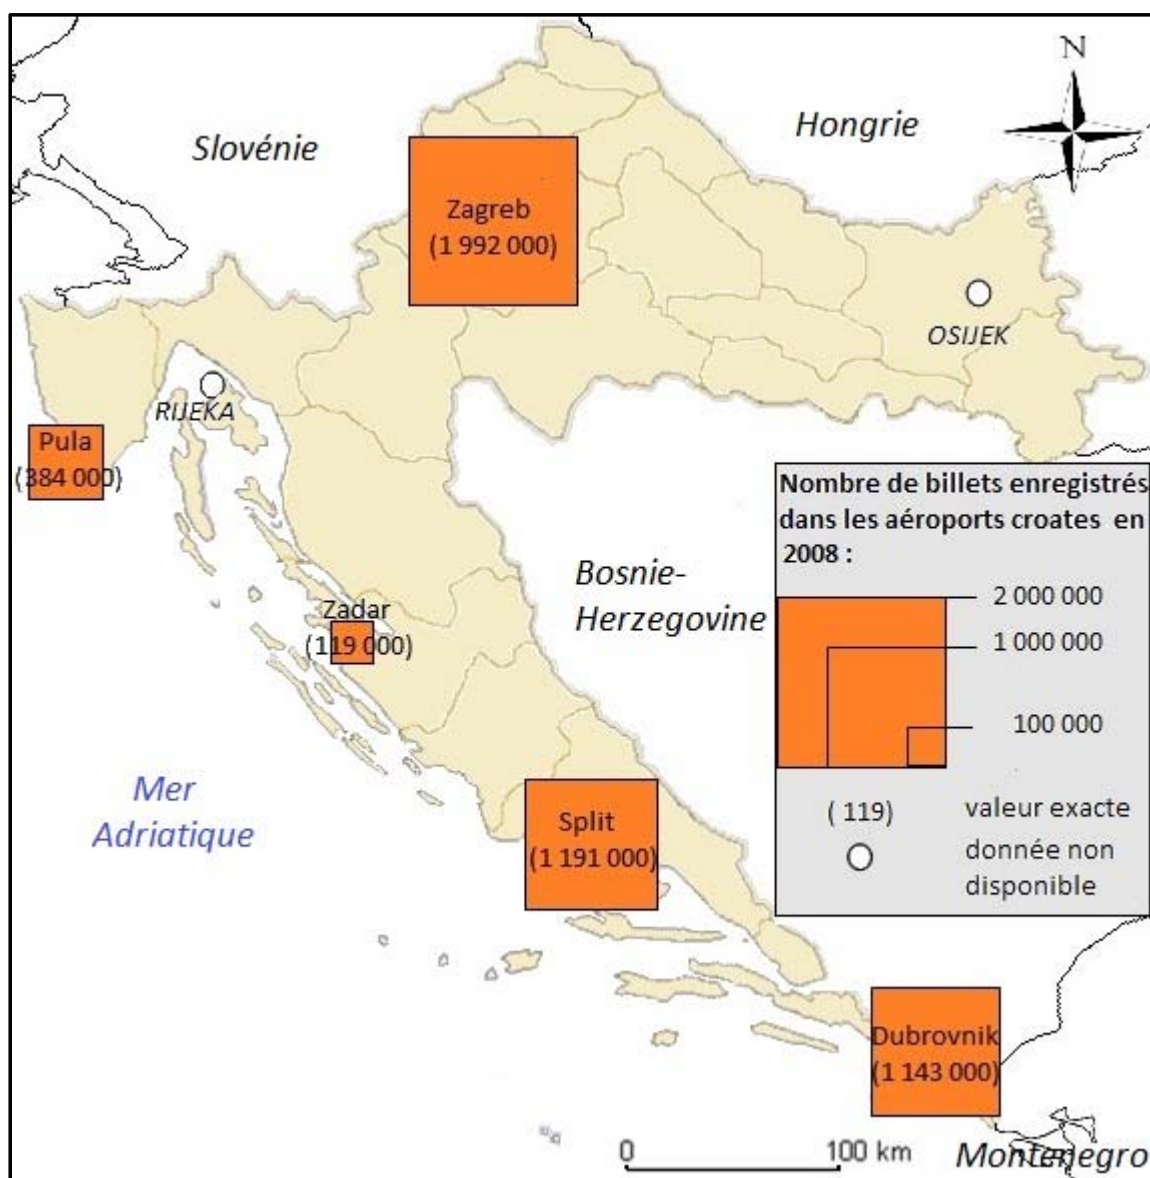 N
Hongrie
Slovénie
Zagreb
(1 992 000)
OSIJEK
RIJEKA
Pula
(384 000)
Nombre de billets enregistrés
dans les aéroports croates en
2008 :
2 000 000
1 000 000
100 000
( 119) valeur exacte
donnée non
disponible
Bosnie-
Herzegovine
Zadar
(119 000)
Mer
Adriatique
Split
(1 191 000)
Dubrovnik
(1 143 000)
0 100 km
Montenegro